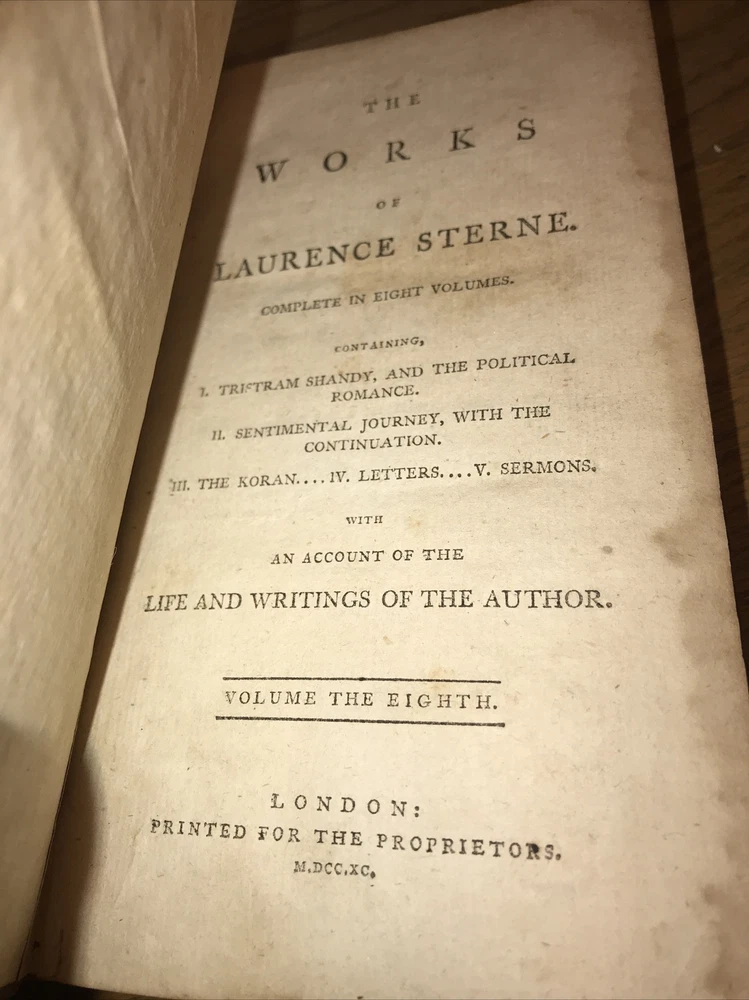 THE
WORKS
OF
LAURENCE STERNE.
COMPLETE IN EIGHT VOLUMES.
CONTAINING,
I. TRISTRAM SHANDY, AND THE POLITICAL
ROMANCE.
II. SENTIMENTAL JOURNEY, WITH THE
CONTINUATION.
III. THE KORAN....IV. LETTERS....V. SERMONS.
WITH
AN ACCOUNT OF THE
LIFE AND WRITINGS OF THE AUTHOR.
VOLUME THE EIGHTH.
LONDON:
PRINTED FOR THE PROPRIETORS.
M.DCC.XC.